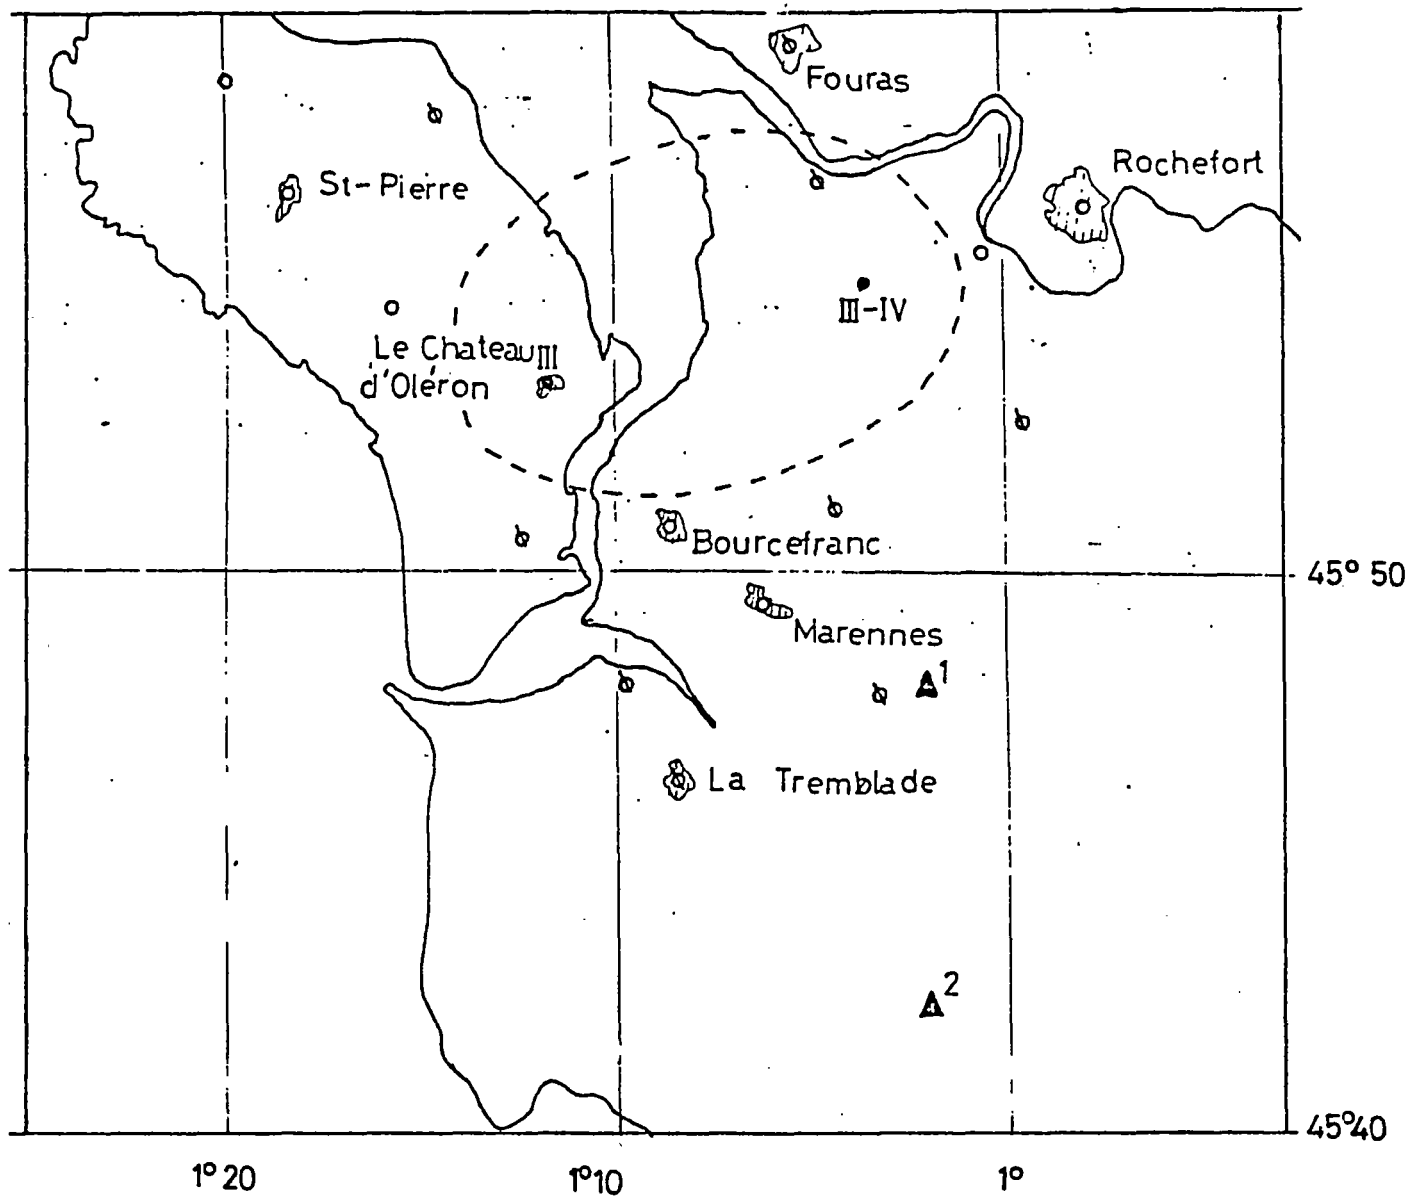 Fouras
Rochefort
St-Pierre
III-IV
Le Chateau III
d'Oléron
Bourcefranc
45° 50
Marennes
1
La Tremblade
2
45°40
1° 20
1° 10
1°